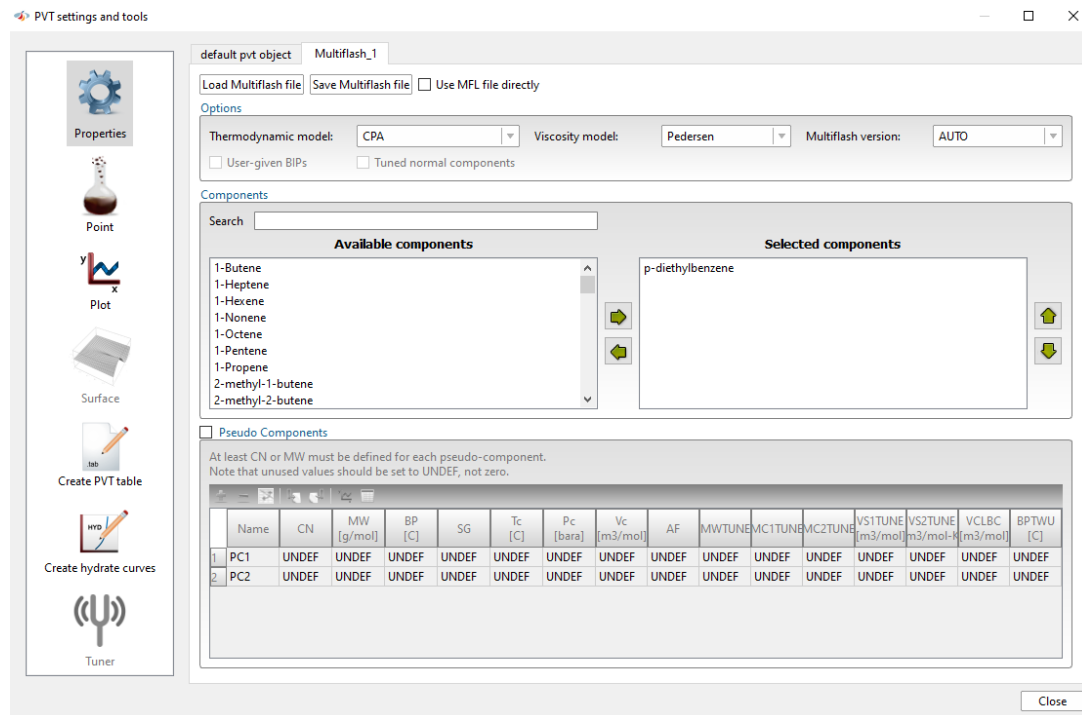 PVT settings and tools
Properties
Point
y
x
Plot
Surface
.tab
Create PVT table
HYD
Create hydrate curves
Tuner
default pvt object Multiflash_1
Load Multiflash file Save Multiflash file Use MFL file directly
Options
Thermodynamic model: CPA Viscosity model: Pedersen Multiflash version: AUTO
User-given BIPs Tuned normal components
Components
Search
Available components Selected components
1-Butene p-diethylbenzene
1-Heptene
1-Hexene
1-Nonene
1-Octene
1-Pentene
1-Propene
2-methyl-1-butene
2-methyl-2-butene
Pseudo Components
At least CN or MW must be defined for each pseudo-component.
Note that unused values should be set to UNDEF, not zero.
Name CN MW BP SG Tc Pc Vc AF MWTUNE MC1TUNE MC2TUNE VS1TUNE VS2TUNE VCLBC BPTWU
[g/mol] [C] [C] [bara] [m3/mol] [m3/mol] m3/mol-K [m3/mol] [C]
1 PC1 UNDEF UNDEF UNDEF UNDEF UNDEF UNDEF UNDEF UNDEF UNDEF UNDEF UNDEF UNDEF UNDEF UNDEF UNDEF
2 PC2 UNDEF UNDEF UNDEF UNDEF UNDEF UNDEF UNDEF UNDEF UNDEF UNDEF UNDEF UNDEF UNDEF UNDEF UNDEF
Close